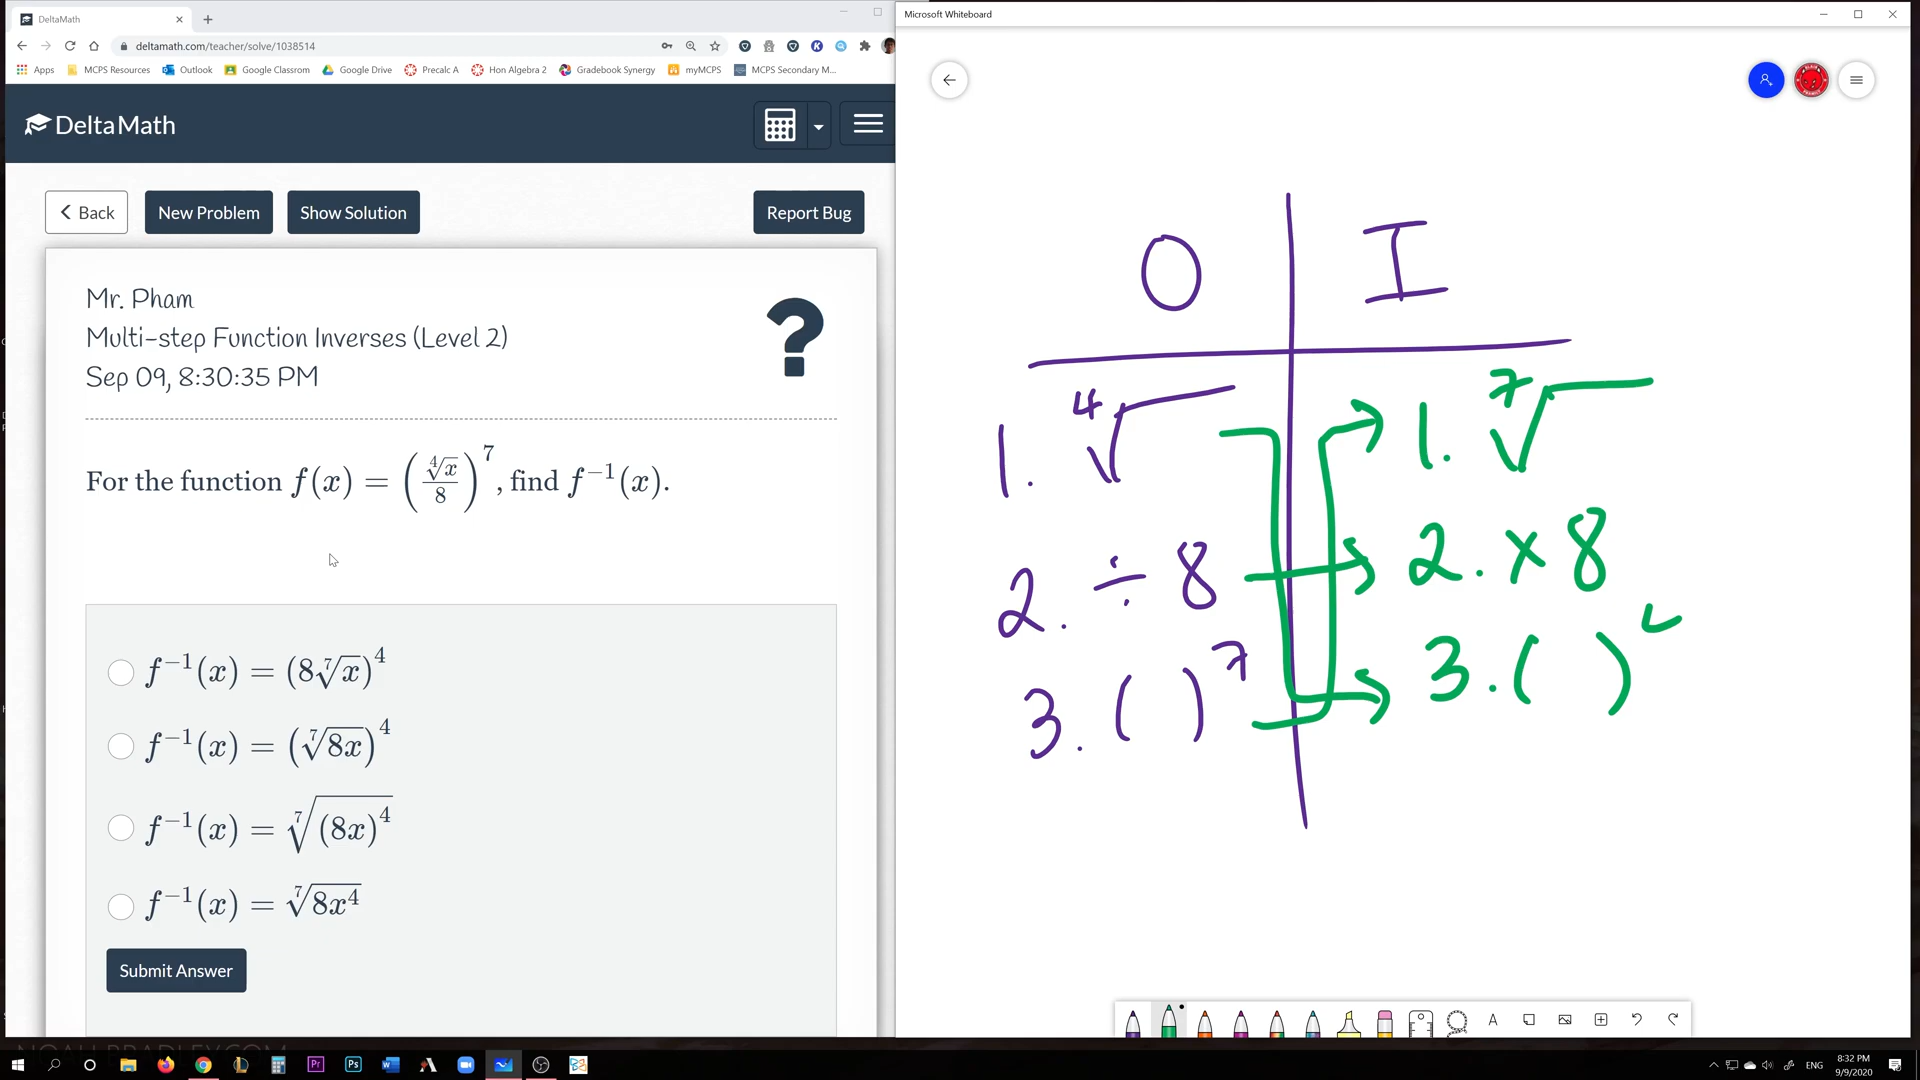 DeltaMath
Microsoft Whiteboard
deltamath.com/teacher/solve/1038514
Apps MCPS Resources Outlook Google Classrom Google Drive Precalc A Hon Algebra 2 Gradebook Synergy myMCPS MCPS Secondary M...
DeltaMath
Back New Problem Show Solution Report Bug
Mr. Pham
Multi-step Function Inverses (Level 2)
Sep 09, 8:30:35 PM
?
For the function f(x) = (∜x/8)^7, find f^−1(x).
f^−1(x) = (8 ⁷√x)^4
f^−1(x) = (⁷√8x)^4
f^−1(x) = ⁷√(8x)^4
f^−1(x) = ⁷√8x^4
Submit Answer
O I
1. ⁴√
2. ÷ 8
3. ( )^7
1. ⁷√
2. × 8
3. ( )
ENG
8:32 PM
9/9/2020